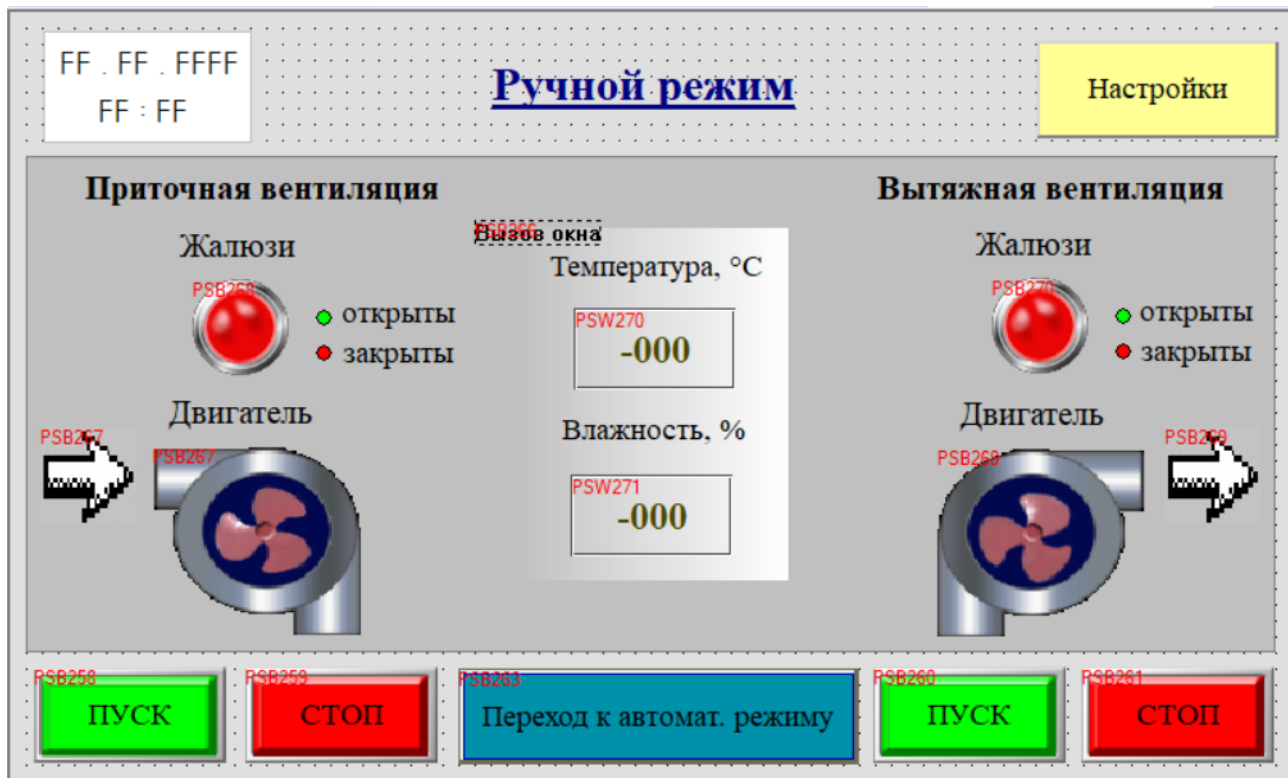 FF . FF . FFFF
FF : FF
Ручной режим
Настройки
Приточная вентиляция
Вытяжная вентиляция
PSB266
Вызов окна
Жалюзи
PSB268
открыты
закрыты
Температура, °C
PSW270
-000
Жалюзи
PSB270
открыты
закрыты
Двигатель
PSB267
PSB267
Влажность, %
PSW271
-000
Двигатель
PSB269
PSB269
PSB258
ПУСК
PSB259
СТОП
PSB263
Переход к автомат. режиму
PSB260
ПУСК
PSB261
СТОП